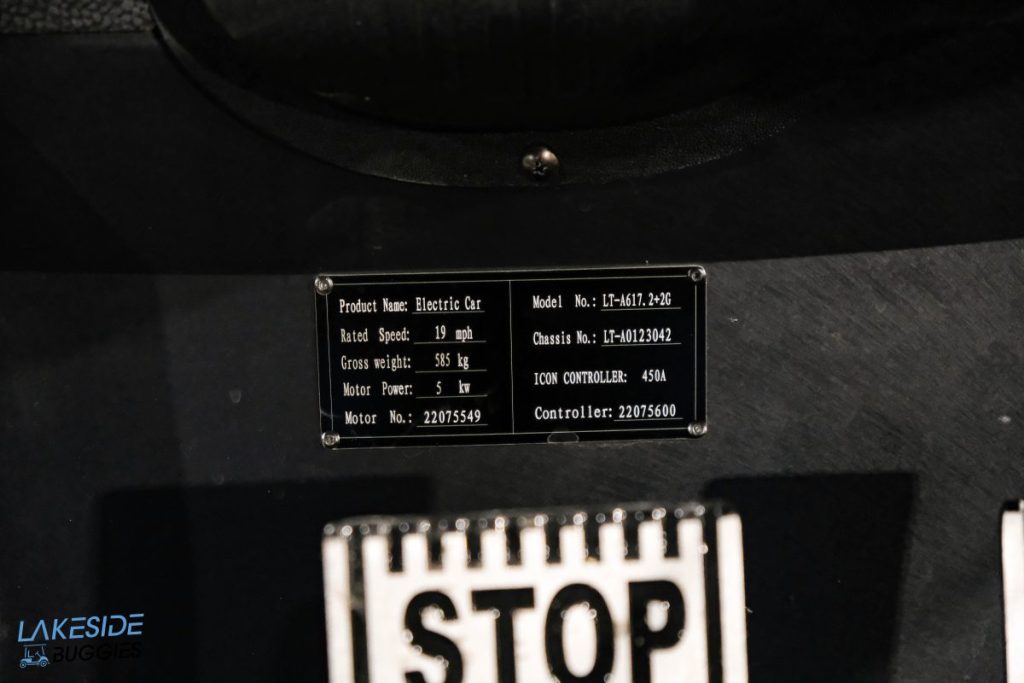 Product Name: Electric Car
Rated Speed: 19 mph
Gross weight: 585 kg
Motor Power: 5 kw
Motor No.: 22075549
Model No.: LT-A617.2+2G
Chassis No.: LT-A0123042
ICON CONTROLLER: 450A
Controller: 22075600
STOP
LAKESIDE
BUGGIES